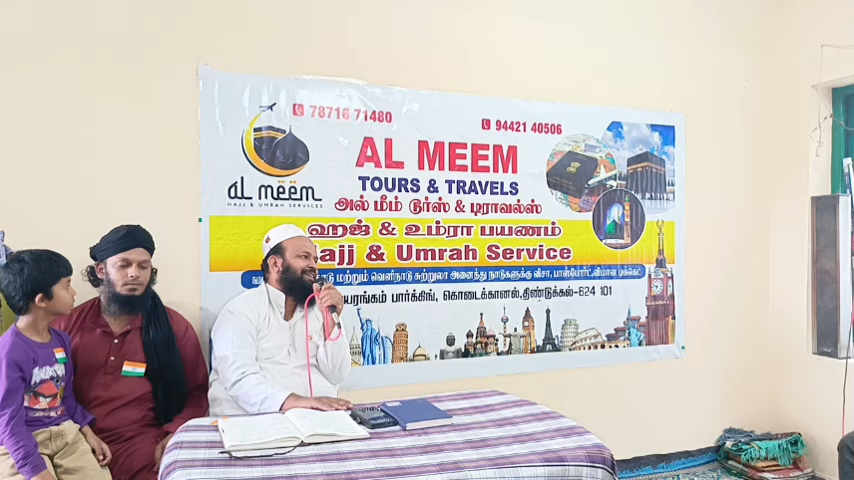 78716 71480
94421 40506
al meem
HAJJ & UMRAH SERVICES
AL MEEM
TOURS & TRAVELS
அல் மீம் டூர்ஸ் & டிராவல்ஸ்
ஹஜ் & உம்ரா பயணம்
ajj & Umrah Service
மற்றும் வெளிநாடு சுற்றுலா அனைத்து நாடுகளுக்கு விசா, பாஸ்போர்ட், விமான டிக்கெட்
பார்க்கிங், கொடைக்கானல், திண்டுக்கல்-624 101